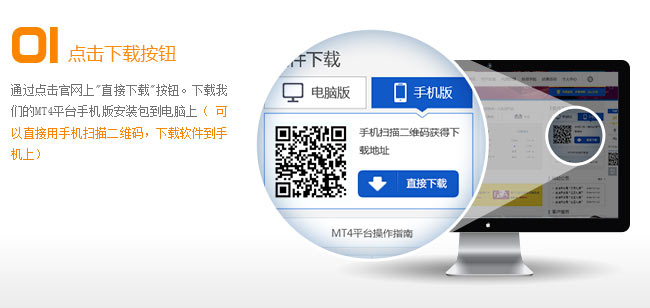 01 点击下载按钮
通过点击官网上"直接下载"按钮。下载我
们的MT4平台手机版安装包到电脑上（ 可
以直接用手机扫描二维码，下载软件到手
机上）
件下载
电脑版
手机版
手机扫描二维码获得下
载地址
直接下载
MT4平台操作指南